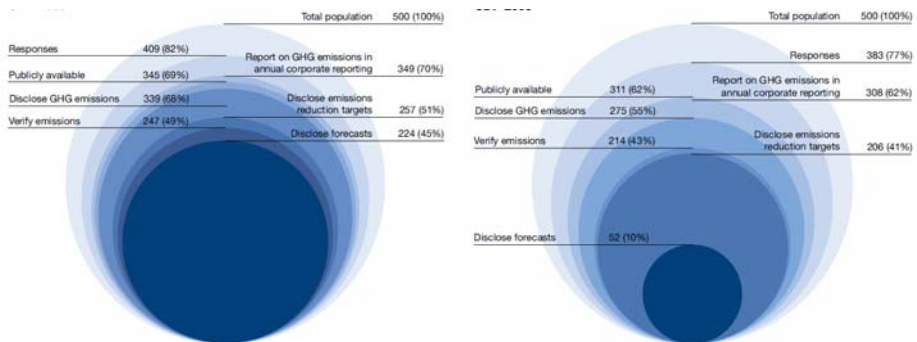 Total population 500 (100%)
Responses 409 (82%)
Report on GHG emissions in
annual corporate reporting 349 (70%)
Publicly available 345 (69%)
Disclose GHG emissions 339 (68%)
Disclose emissions
reduction targets 257 (51%)
Verify emissions 247 (49%)
Disclose forecasts 224 (45%)
Total population 500 (100%)
Responses 383 (77%)
Report on GHG emissions in
annual corporate reporting 308 (62%)
Publicly available 311 (62%)
Disclose GHG emissions 275 (55%)
Disclose emissions
reduction targets 206 (41%)
Verify emissions 214 (43%)
Disclose forecasts 52 (10%)